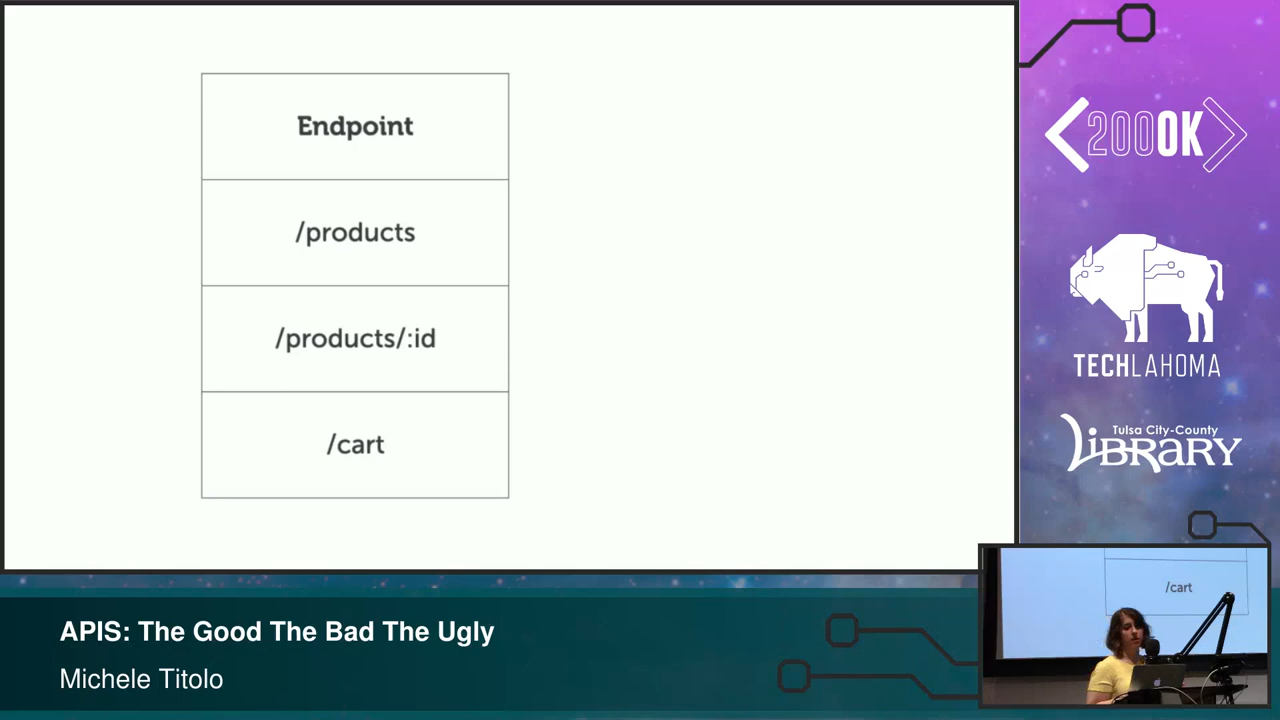 Endpoint
/products
/products/:id
/cart
<200OK>
TECHLAHOMA
Tulsa City-County
LIBRARY
/cart
APIS: The Good The Bad The Ugly
Michele Titolo